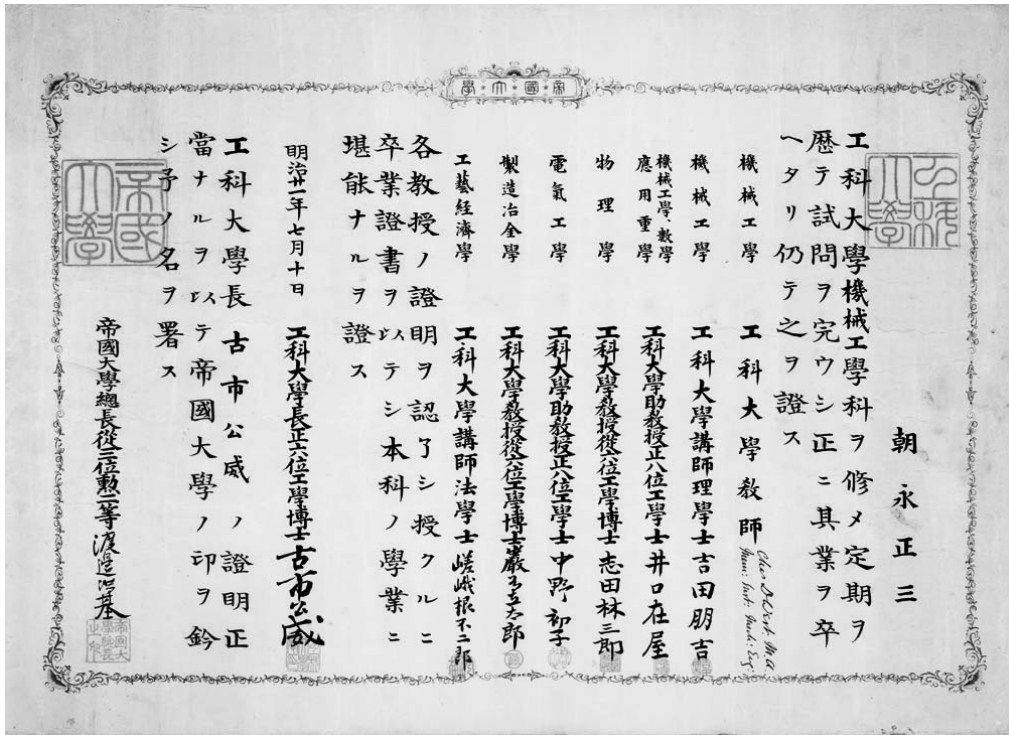 帝國大學
朝永正三
工科大學機械工學科ヲ修メ定期ヲ
歷テ試問ヲ完ウシ正ニ其業ヲ卒
ヘタリ仍テ之ヲ證ス
機械工學 工科大學教師 Chas D. West. M.A. Mem: Inst: Mech: Eng.
機械工學 工科大學講師理學士吉田朋吉
機械工學、數學 應用重學 工科大學助教授正八位工學士井口在屋
物理學 工科大學教授從六位工學博士志田林三郎
電氣工學 工科大學助教授正八位工學士中野初子
製造冶金學 工科大學教授從六位工學博士巖谷立太郎
工藝經濟學 工科大學講師法學士嵯峨根不二郎
各教授ノ證明ヲ認了シ授クルニ
卒業證書ヲ以テシ本科ノ學業ニ
堪能ナルヲ證ス
明治廿一年七月十日 工科大學長正六位工學博士古市公威
工科大學長古市公威ノ證明正
當ナルヲ以テ帝國大學ノ印ヲ鈐
シ予ノ名ヲ署ス
帝國大學總長從三位勲二等渡邊洪基
帝國大學